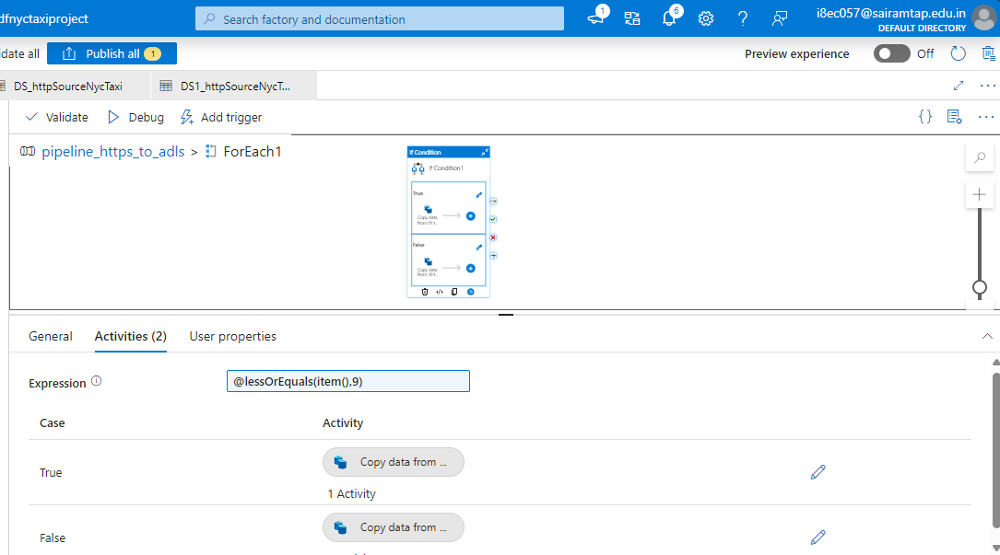 dfnyctaxiproject
Search factory and documentation
1
6
i8ec057@sairamtap.edu.in
DEFAULT DIRECTORY
date all
Publish all 1
Preview experience
Off
DS_httpSourceNycTaxi
DS1_httpSourceNycT...
Validate
Debug
Add trigger
pipeline_https_to_adls > ForEach1
If Condition
If Condition1
True
Copy data
from 01 t...
False
Copy data
from 10 t...
General
Activities (2)
User properties
Expression
@lessOrEquals(item(),9)
Case
Activity
True
Copy data from ...
1 Activity
False
Copy data from ...